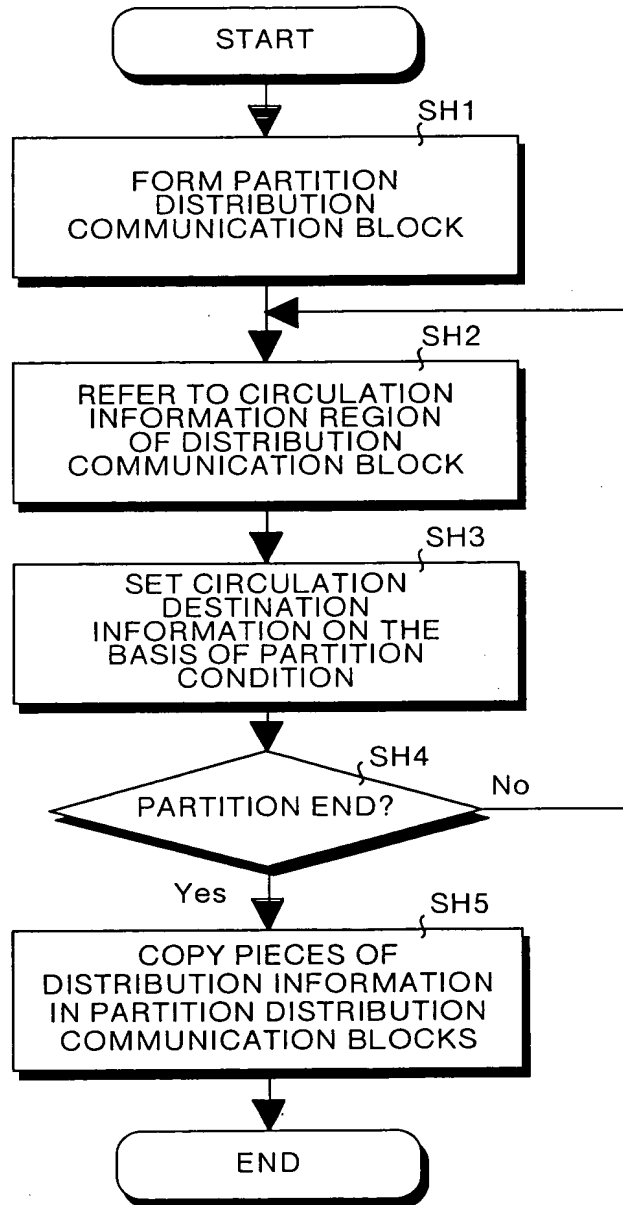 START
SH1
FORM PARTITION
DISTRIBUTION
COMMUNICATION BLOCK
SH2
REFER TO CIRCULATION
INFORMATION REGION
OF DISTRIBUTION
COMMUNICATION BLOCK
SH3
SET CIRCULATION
DESTINATION
INFORMATION ON THE
BASIS OF PARTITION
CONDITION
SH4
PARTITION END?
No
Yes
SH5
COPY PIECES OF
DISTRIBUTION INFORMATION
IN PARTITION DISTRIBUTION
COMMUNICATION BLOCKS
END